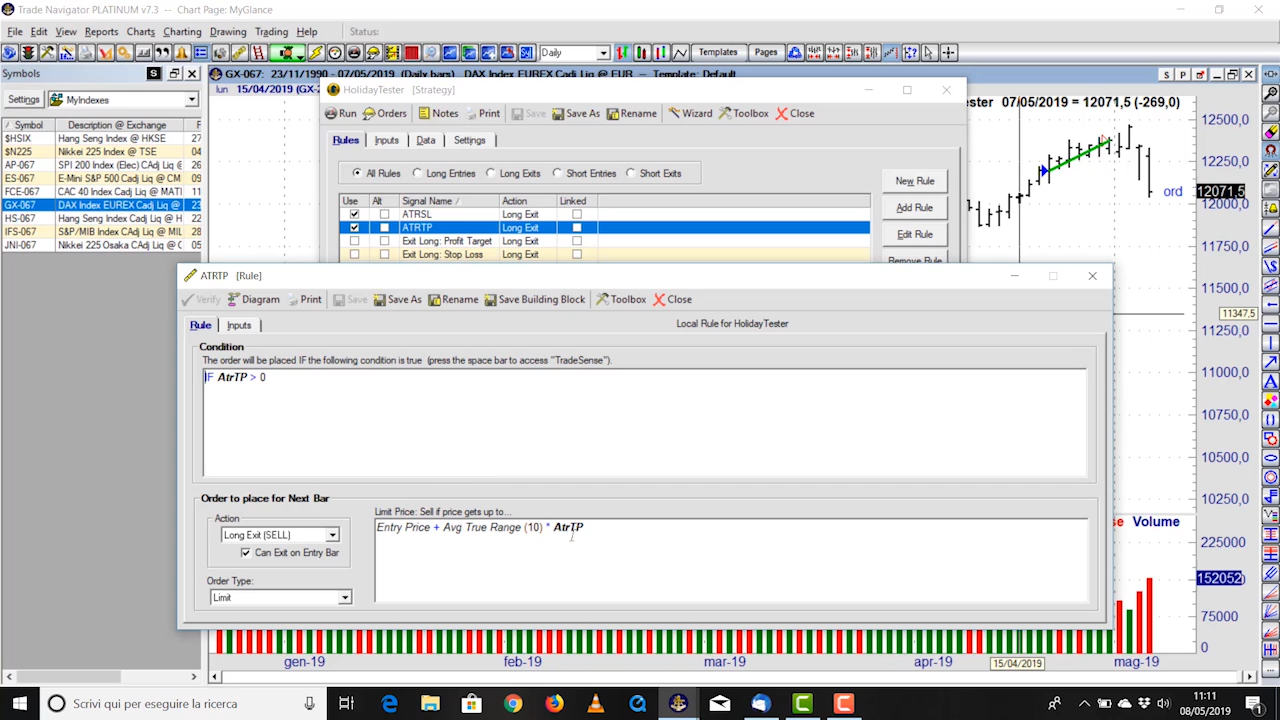 Trade Navigator PLATINUM v7.3 - Chart Page: MyGlance
File Edit View Reports Charts Charting Drawing Trading Help Status:
Daily Templates Pages
Symbols S
GX-067: 23/11/1990 - 07/05/2019 (Daily bars) DAX Index EUREX Cadj Liq @ EUR — Template: Default
S P F
Settings MyIndexes
lun 15/04/2019 (GX-
HolidayTester [Strategy]
ester 07/05/2019 = 12071,5 (-269,0)
Run Orders Notes Print Save Save As Rename Wizard Toolbox Close
Rules Inputs Data Settings
All Rules Long Entries Long Exits Short Entries Short Exits
New Rule
Add Rule
Edit Rule
Remove Rule
Use Alt Signal Name / Action Linked
ATRSL Long Exit
ATRTP Long Exit
Exit Long: Profit Target Long Exit
Exit Long: Stop Loss Long Exit
Symbol Description @ Exchange F
$HSIX Hang Seng Index @ HKSE 27
$N225 Nikkei 225 Index @ TSE
AP-067 SPI 200 Index (Elec) CAdj Liq @
ES-067 E-Mini S&P 500 CAdj Liq @ CM
FCE-067 CAC 40 Index Cadj Liq @ MATI
GX-067 DAX Index EUREX Cadj Liq @ 23
HS-067 Hang Seng Index CAdj Liq @ H
IFS-067 S&P/MIB Index Cadj Liq @ MIL
JNI-067 Nikkei 225 Osaka CAdj Liq @
ATRTP [Rule]
Verify Diagram Print Save Save As Rename Save Building Block Toolbox Close
Rule Inputs Local Rule for HolidayTester
Condition
The order will be placed IF the following condition is true (press the space bar to access "TradeSense").
IF AtrTP > 0
Order to place for Next Bar
Action
Long Exit (SELL)
Can Exit on Entry Bar
Order Type:
Limit
Limit Price: Sell if price gets up to...
Entry Price + Avg True Range (10) * AtrTP
12500,0
12250,0
ord 12071,5
12000,0
11750,0
11500,0
11347,5
11250,0
11000,0
10750,0
10500,0
10250,0
se Volume
225000
152052
75000
0
gen-19 feb-19 mar-19 apr-19 15/04/2019 mag-19
Scrivi qui per eseguire la ricerca
11:11
08/05/2019